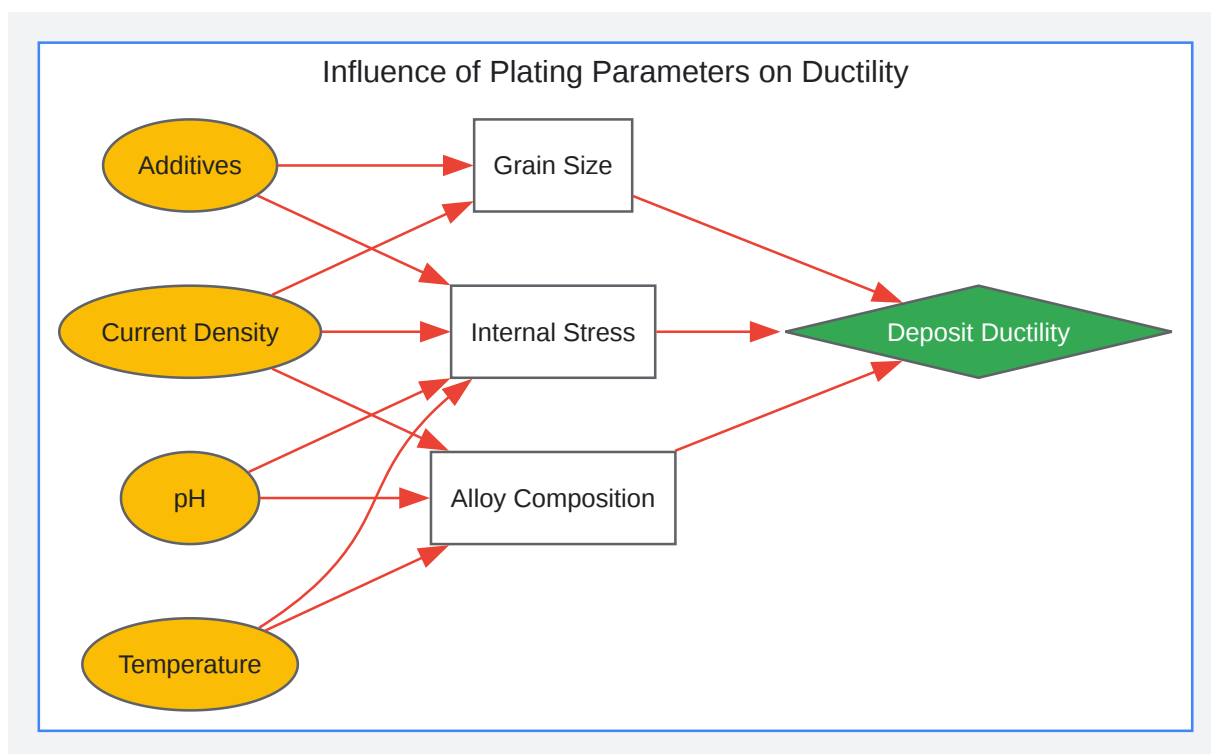 Influence of Plating Parameters on Ductility
Additives
Grain Size
Current Density
Internal Stress
Deposit Ductility
pH
Alloy Composition
Temperature